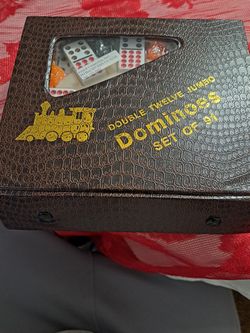 DOUBLE TWELVE JUMBO
Dominoes
SET OF 91